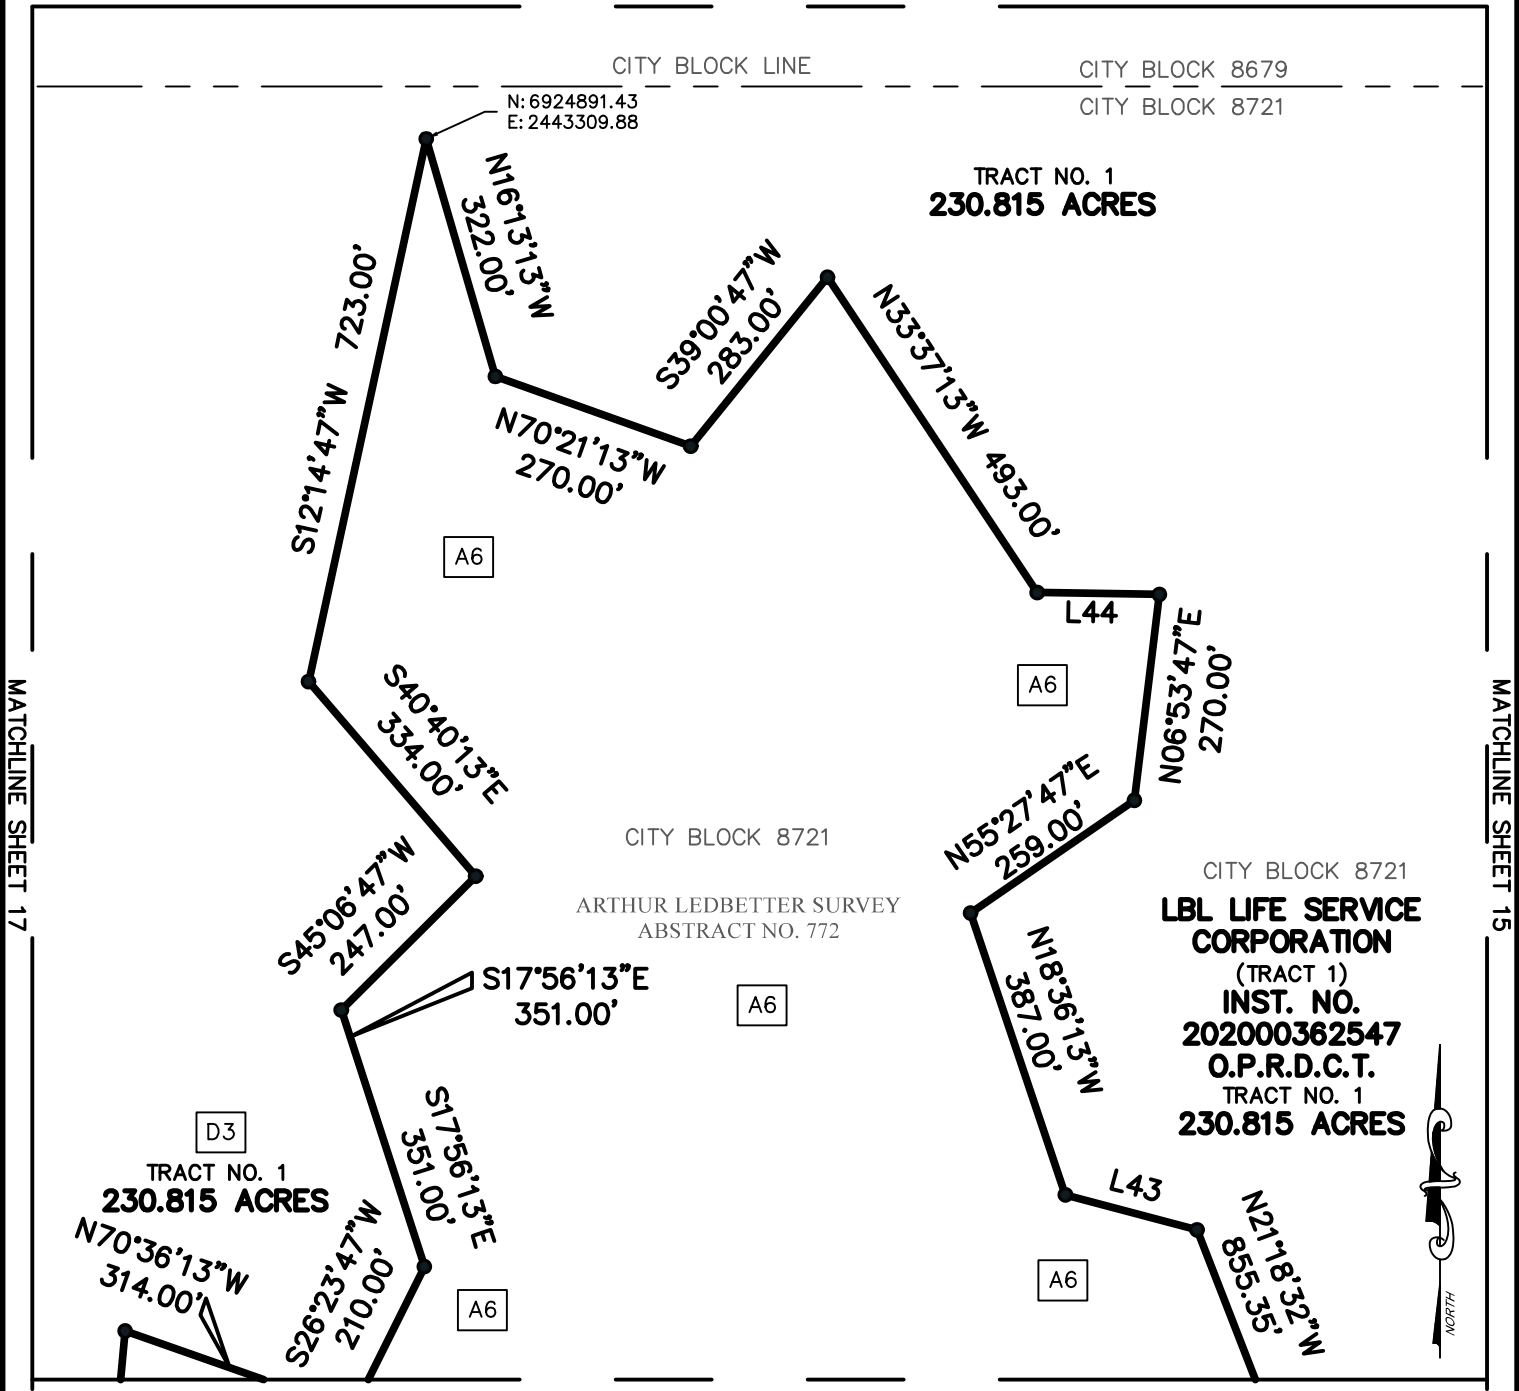 CITY BLOCK LINE
CITY BLOCK 8679
CITY BLOCK 8721
N: 6924891.43
E: 2443309.88
TRACT NO. 1
230.815 ACRES
N16°13'13"W
322.00'
S12°14'47"W 723.00'
S39°00'47"W
283.00'
N33°37'13"W 493.00'
N70°21'13"W
270.00'
A6
L44
A6
N06°53'47"E
270.00'
S40°40'13"E
334.00'
MATCHLINE SHEET 17
MATCHLINE SHEET 15
N55°27'47"E
259.00'
CITY BLOCK 8721
S45°06'47"W
247.00'
ARTHUR LEDBETTER SURVEY
ABSTRACT NO. 772
CITY BLOCK 8721
LBL LIFE SERVICE
CORPORATION
(TRACT 1)
INST. NO.
202000362547
O.P.R.D.C.T.
TRACT NO. 1
230.815 ACRES
S17°56'13"E
351.00'
A6
N18°36'13"W
387.00'
D3
TRACT NO. 1
230.815 ACRES
S17°56'13"E
351.00'
L43
N70°36'13"W
314.00'
S26°23'47"W
210.00'
A6
A6
N21°18'32"W
855.35'
NORTH